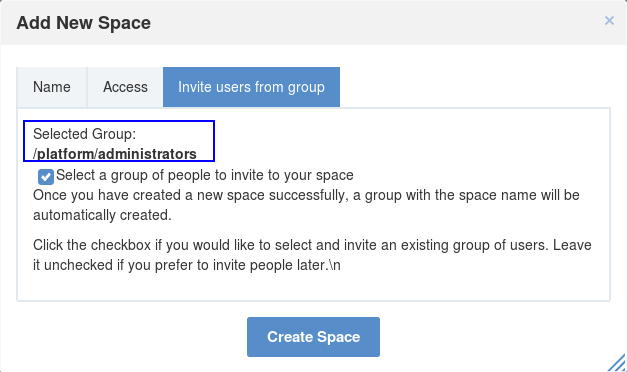 Add New Space
×
Name
Access
Invite users from group
Selected Group:
/platform/administrators
Select a group of people to invite to your space
Once you have created a new space successfully, a group with the space name will be
automatically created.
Click the checkbox if you would like to select and invite an existing group of users. Leave
it unchecked if you prefer to invite people later.\n
Create Space